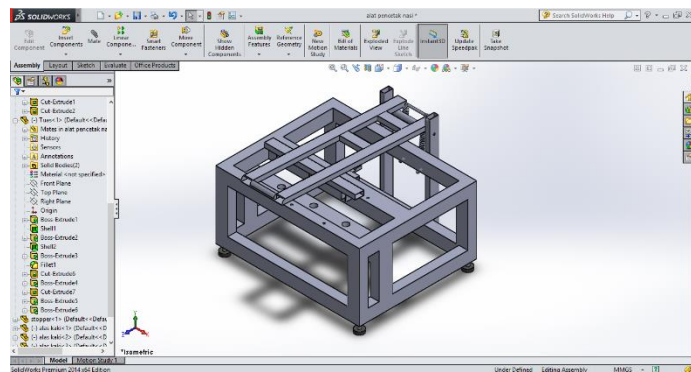 SOLIDWORKS
alat pencetak nasi *
Search SolidWorks Help
Edit Component
Insert Components
Mate
Linear Compone...
Smart Fasteners
Move Component
Show Hidden Components
Assembly Features
Reference Geometry
New Motion Study
Bill of Materials
Exploded View
Explode Line Sketch
Instant3D
Update Speedpak
Take Snapshot
Assembly
Layout
Sketch
Evaluate
Office Products
Cut-Extrude1
Cut-Extrude2
Mates in alat pencetak na
History
Sensors
Annotations
Solid Bodies(2)
Material <not specified>
Front Plane
Top Plane
Right Plane
Origin
Boss-Extrude1
Shell1
Boss-Extrude2
Shell2
Boss-Extrude3
Fillet1
Cut-Extrude6
Boss-Extrude4
Cut-Extrude7
Boss-Extrude5
Boss-Extrude6
stopper<1> (Default<<Defau
(-) alas kaki<1> (Default<<D
(-) alas kaki<2> (Default<<D
*Isometric
Model
Motion Study 1
SolidWorks Premium 2014 x64 Edition
Under Defined
Editing Assembly
MMGS